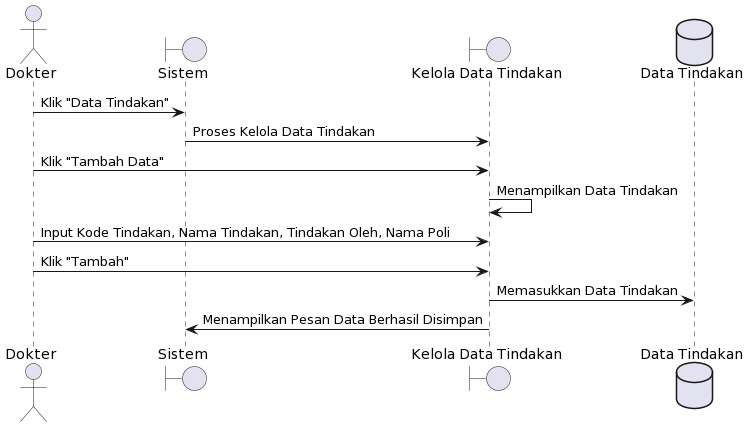 Dokter
Sistem
Kelola Data Tindakan
Data Tindakan
Klik "Data Tindakan"
Proses Kelola Data Tindakan
Klik "Tambah Data"
Menampilkan Data Tindakan
Input Kode Tindakan, Nama Tindakan, Tindakan Oleh, Nama Poli
Klik "Tambah"
Memasukkan Data Tindakan
Menampilkan Pesan Data Berhasil Disimpan
Dokter
Sistem
Kelola Data Tindakan
Data Tindakan